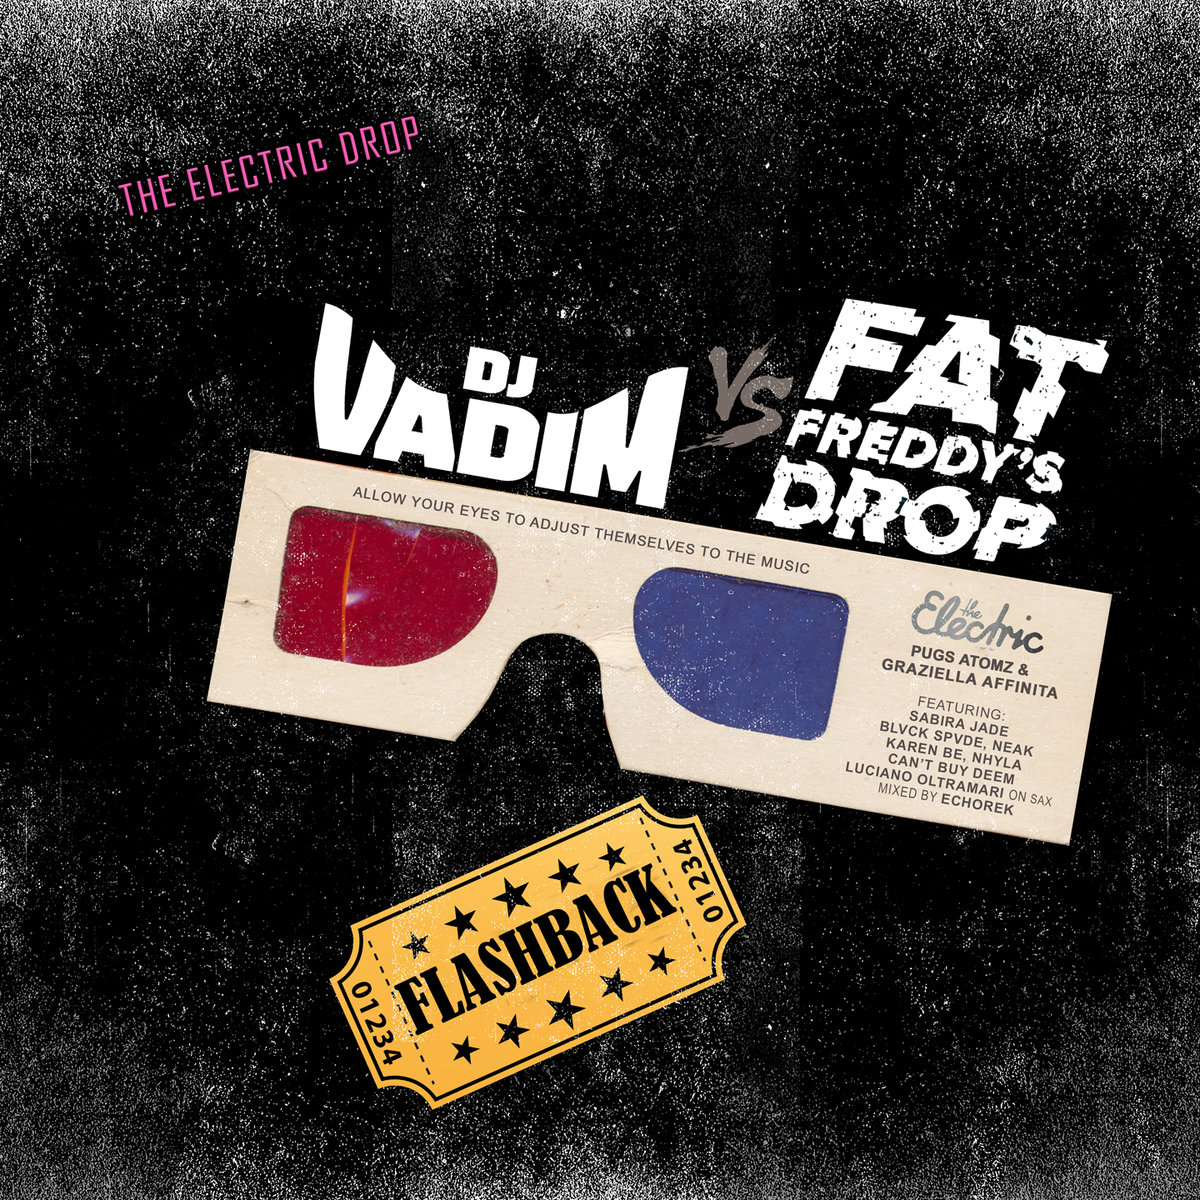 THE ELECTRIC DROP
DJ
VADIM
VS
FAT
FREDDY'S
DROP
ALLOW YOUR EYES TO ADJUST THEMSELVES TO THE MUSIC
the
Electric
PUGS ATOMZ &
GRAZIELLA AFFINITA
FEATURING:
SABIRA JADE
BLVCK SPVDE, NEAK
KAREN BE, NHYLA
CAN'T BUY DEEM
LUCIANO OLTRAMARI ON SAX
MIXED BY ECHOREK
01234
FLASHBACK
01234